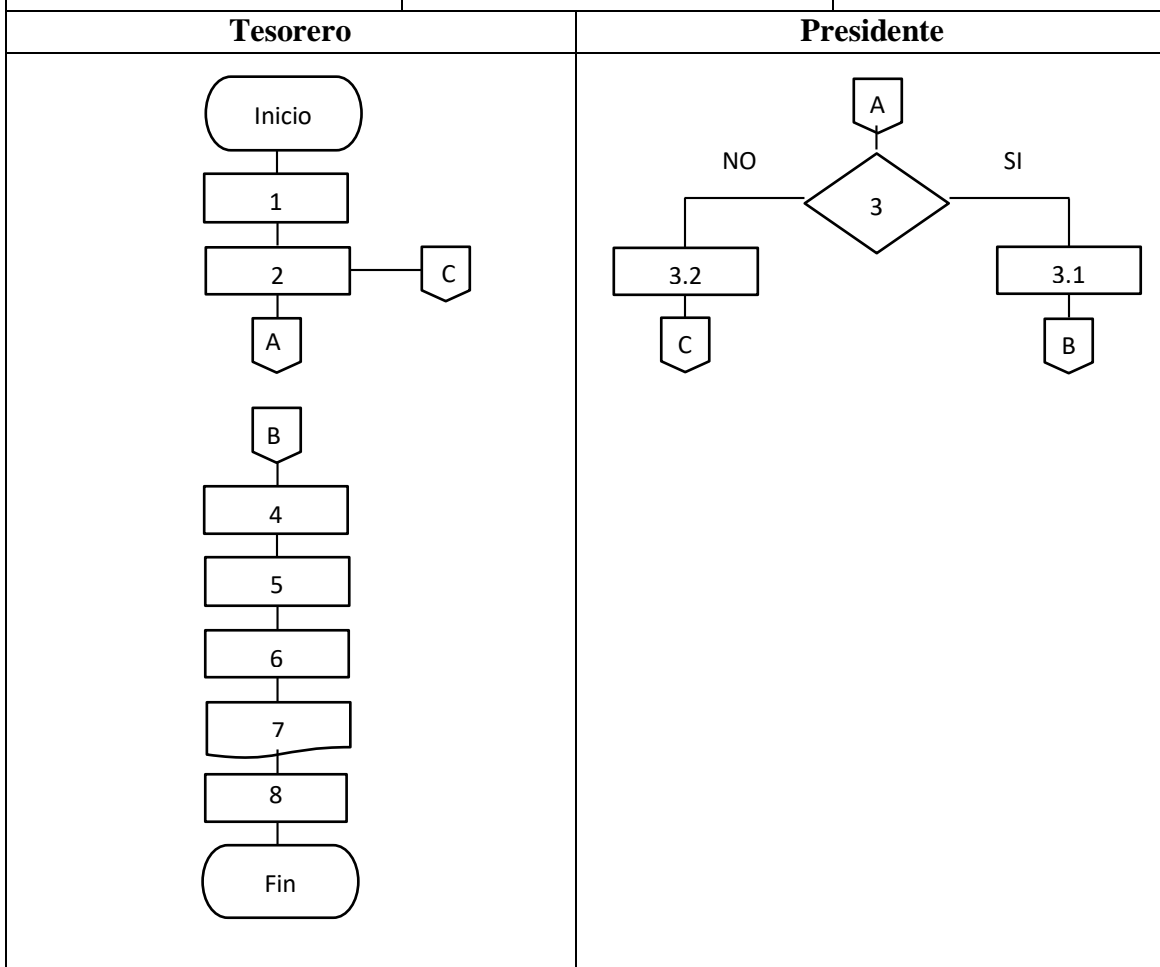 Tesorero
Presidente
Inicio
1
2
C
A
B
4
5
6
7
8
Fin
A
NO
SI
3
3.2
3.1
C
B